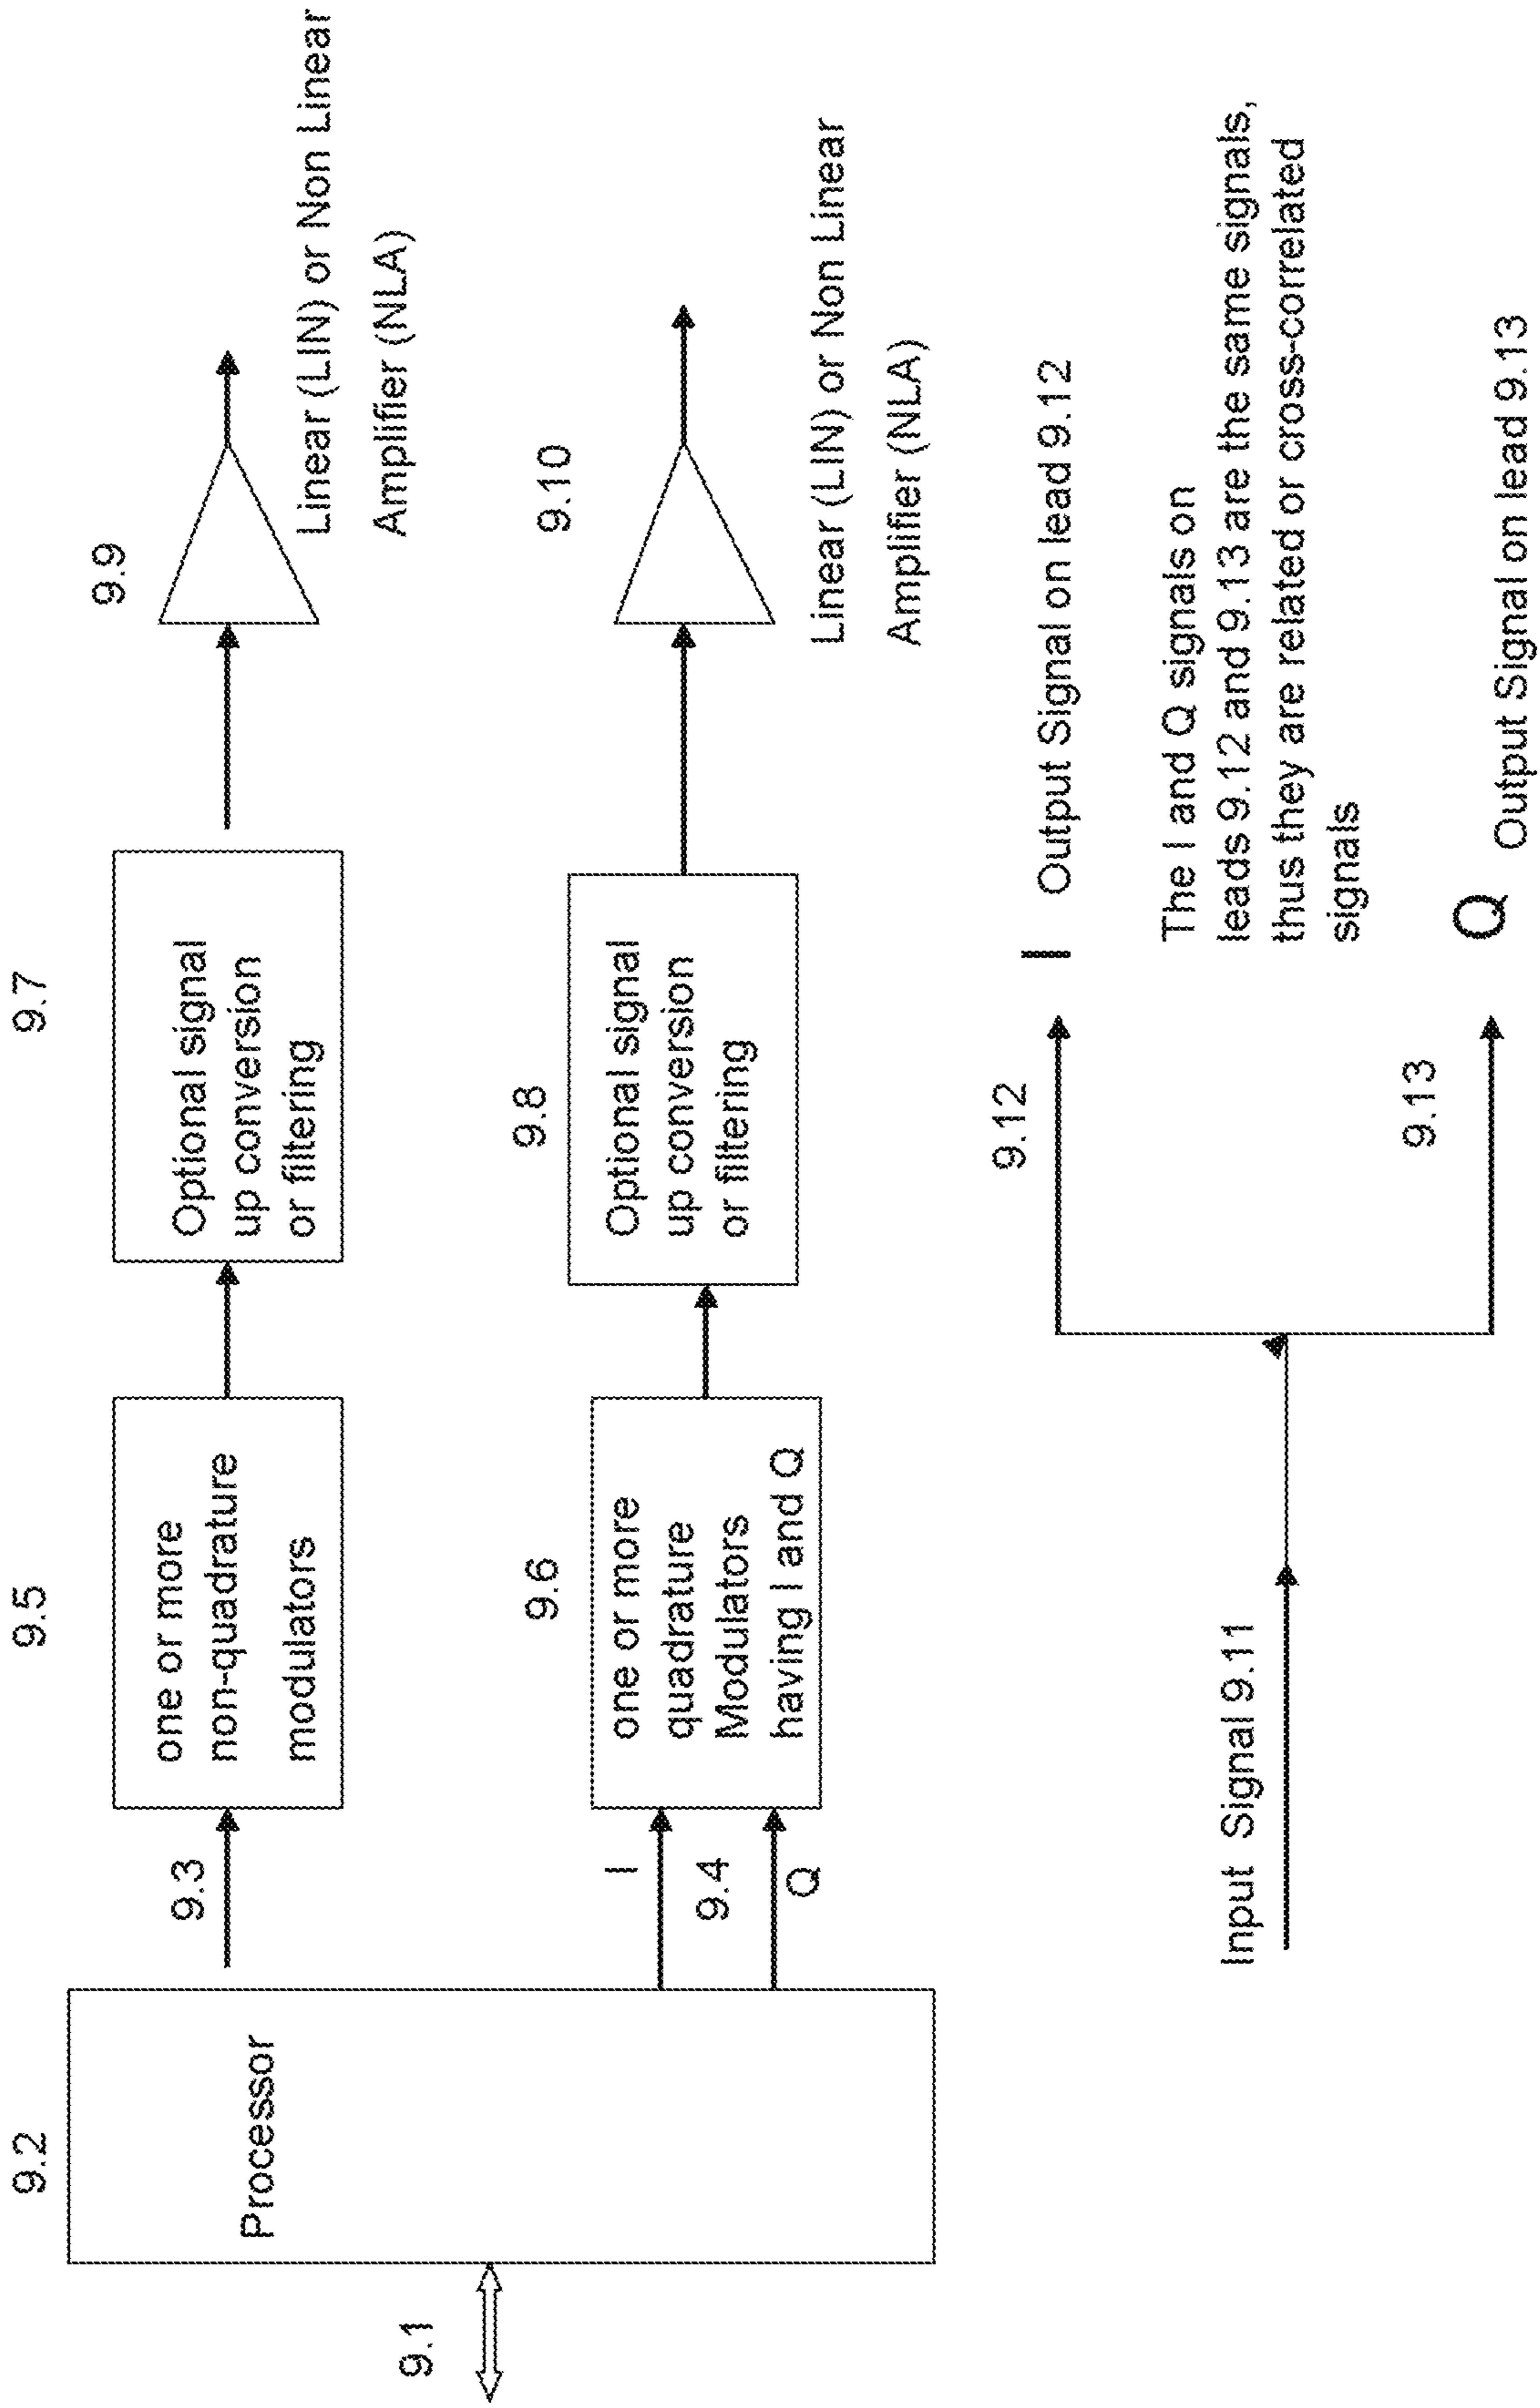 9.1
9.2
Processor
9.3
9.5
one or more
non-quadrature
modulators
9.7
Optional signal
up conversion
or filtering
9.9
Linear (LIN) or Non Linear
Amplifier (NLA)
I
9.4
Q
9.6
one or more
quadrature
Modulators
having I and Q
9.8
Optional signal
up conversion
or filtering
9.10
Linear (LIN) or Non Linear
Amplifier (NLA)
Input Signal 9.11
9.12
I Output Signal on lead 9.12
The I and Q signals on
leads 9.12 and 9.13 are the same signals,
thus they are related or cross-correlated
signals
9.13
Q Output Signal on lead 9.13